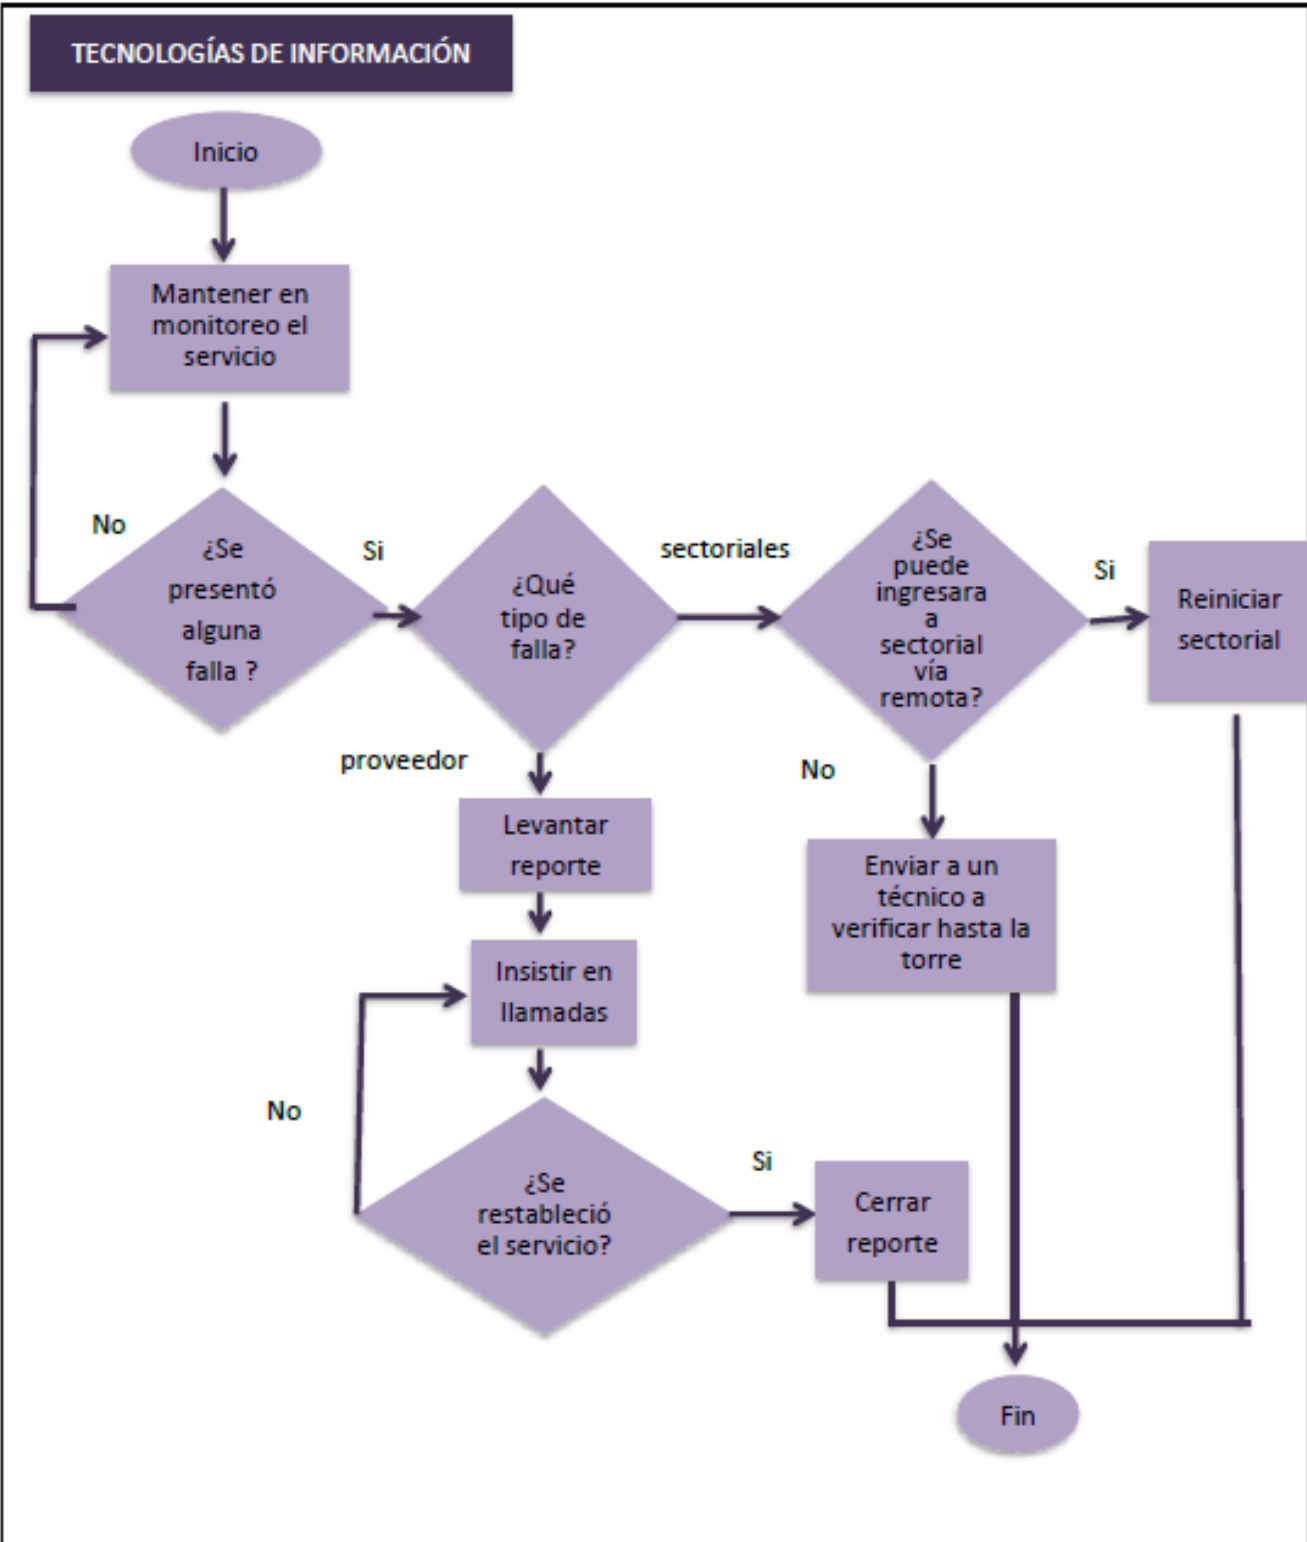 TECNOLOGÍAS DE INFORMACIÓN
Inicio
Mantener en
monitoreo el
servicio
No
¿Se
presentó
alguna
falla ?
Si
¿Qué
tipo de
falla?
sectoriales
¿Se
puede
ingresara
a
sectorial
vía
remota?
Si
Reiniciar
sectorial
proveedor
No
Levantar
reporte
Enviar a un
técnico a
verificar hasta la
torre
Insistir en
llamadas
No
¿Se
restableció
el servicio?
Si
Cerrar
reporte
Fin